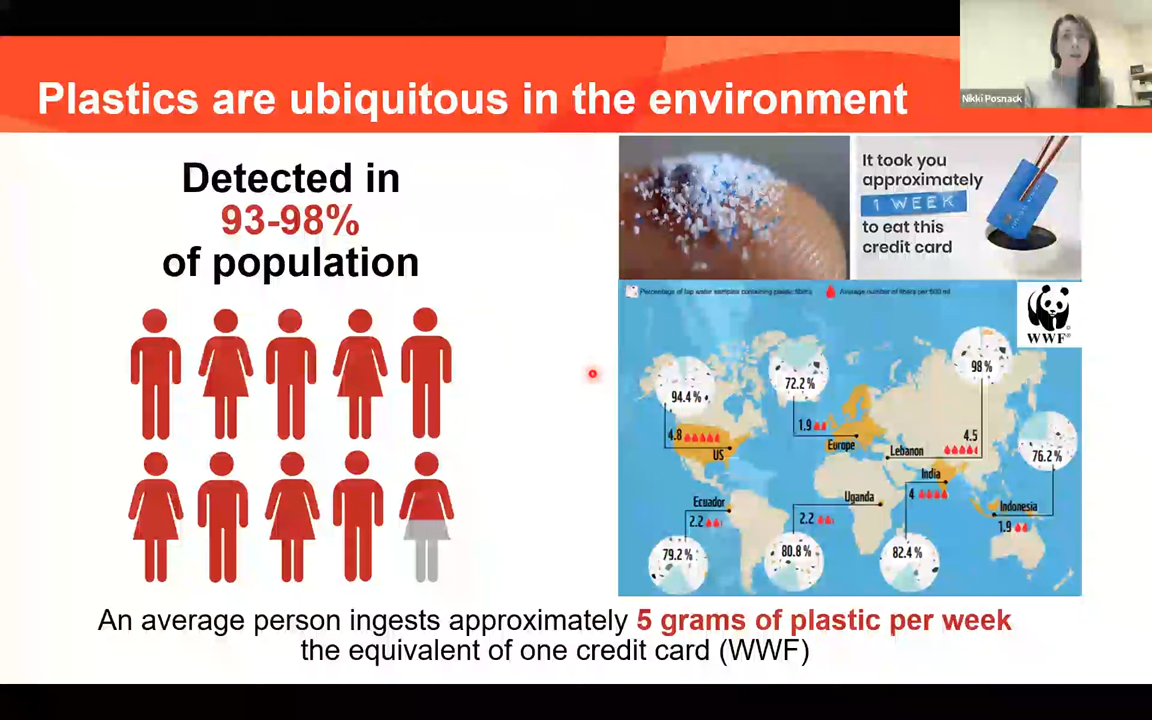 Plastics are ubiquitous in the environment
Nikki Posnack
Detected in
93-98%
of population
It took you
approximately
1 WEEK
to eat this
credit card
Percentage of tap water samples containing plastic fibers
Average number of fibers per 500 ml
WWF
94.4%
72.2%
98%
4.8
US
1.9
Europe
4.5
Lebanon
76.2%
India
4
Ecuador
2.2
Uganda
2.2
Indonesia
1.9
79.2%
80.8%
82.4%
An average person ingests approximately 5 grams of plastic per week
the equivalent of one credit card (WWF)